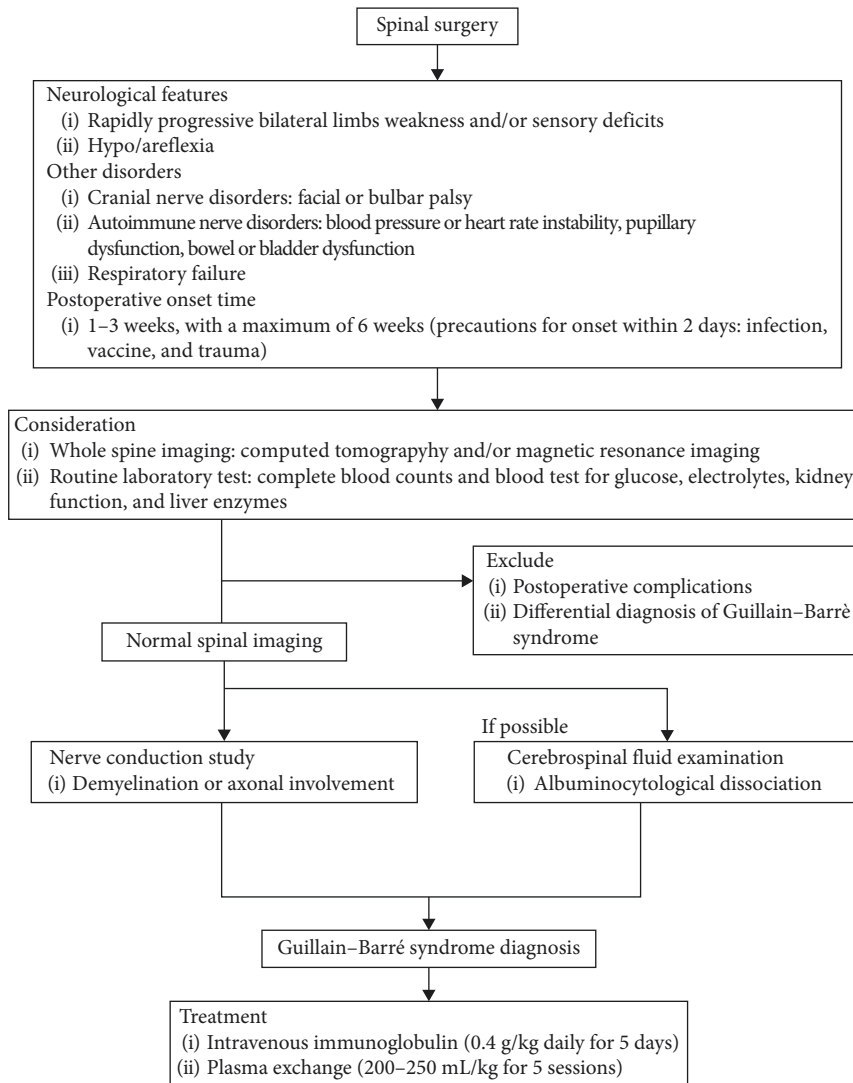 Spinal surgery
Neurological features
(i) Rapidly progressive bilateral limbs weakness and/or sensory deficits
(ii) Hypo/areflexia
Other disorders
(i) Cranial nerve disorders: facial or bulbar palsy
(ii) Autoimmune nerve disorders: blood pressure or heart rate instability, pupillary
dysfunction, bowel or bladder dysfunction
(iii) Respiratory failure
Postoperative onset time
(i) 1–3 weeks, with a maximum of 6 weeks (precautions for onset within 2 days: infection,
vaccine, and trauma)
Consideration
(i) Whole spine imaging: computed tomograpyhy and/or magnetic resonance imaging
(ii) Routine laboratory test: complete blood counts and blood test for glucose, electrolytes, kidney
function, and liver enzymes
Exclude
(i) Postoperative complications
(ii) Differential diagnosis of Guillain–Barrè
syndrome
Normal spinal imaging
Nerve conduction study
(i) Demyelination or axonal involvement
If possible
Cerebrospinal fluid examination
(i) Albuminocytological dissociation
Guillain–Barré syndrome diagnosis
Treatment
(i) Intravenous immunoglobulin (0.4 g/kg daily for 5 days)
(ii) Plasma exchange (200–250 mL/kg for 5 sessions)